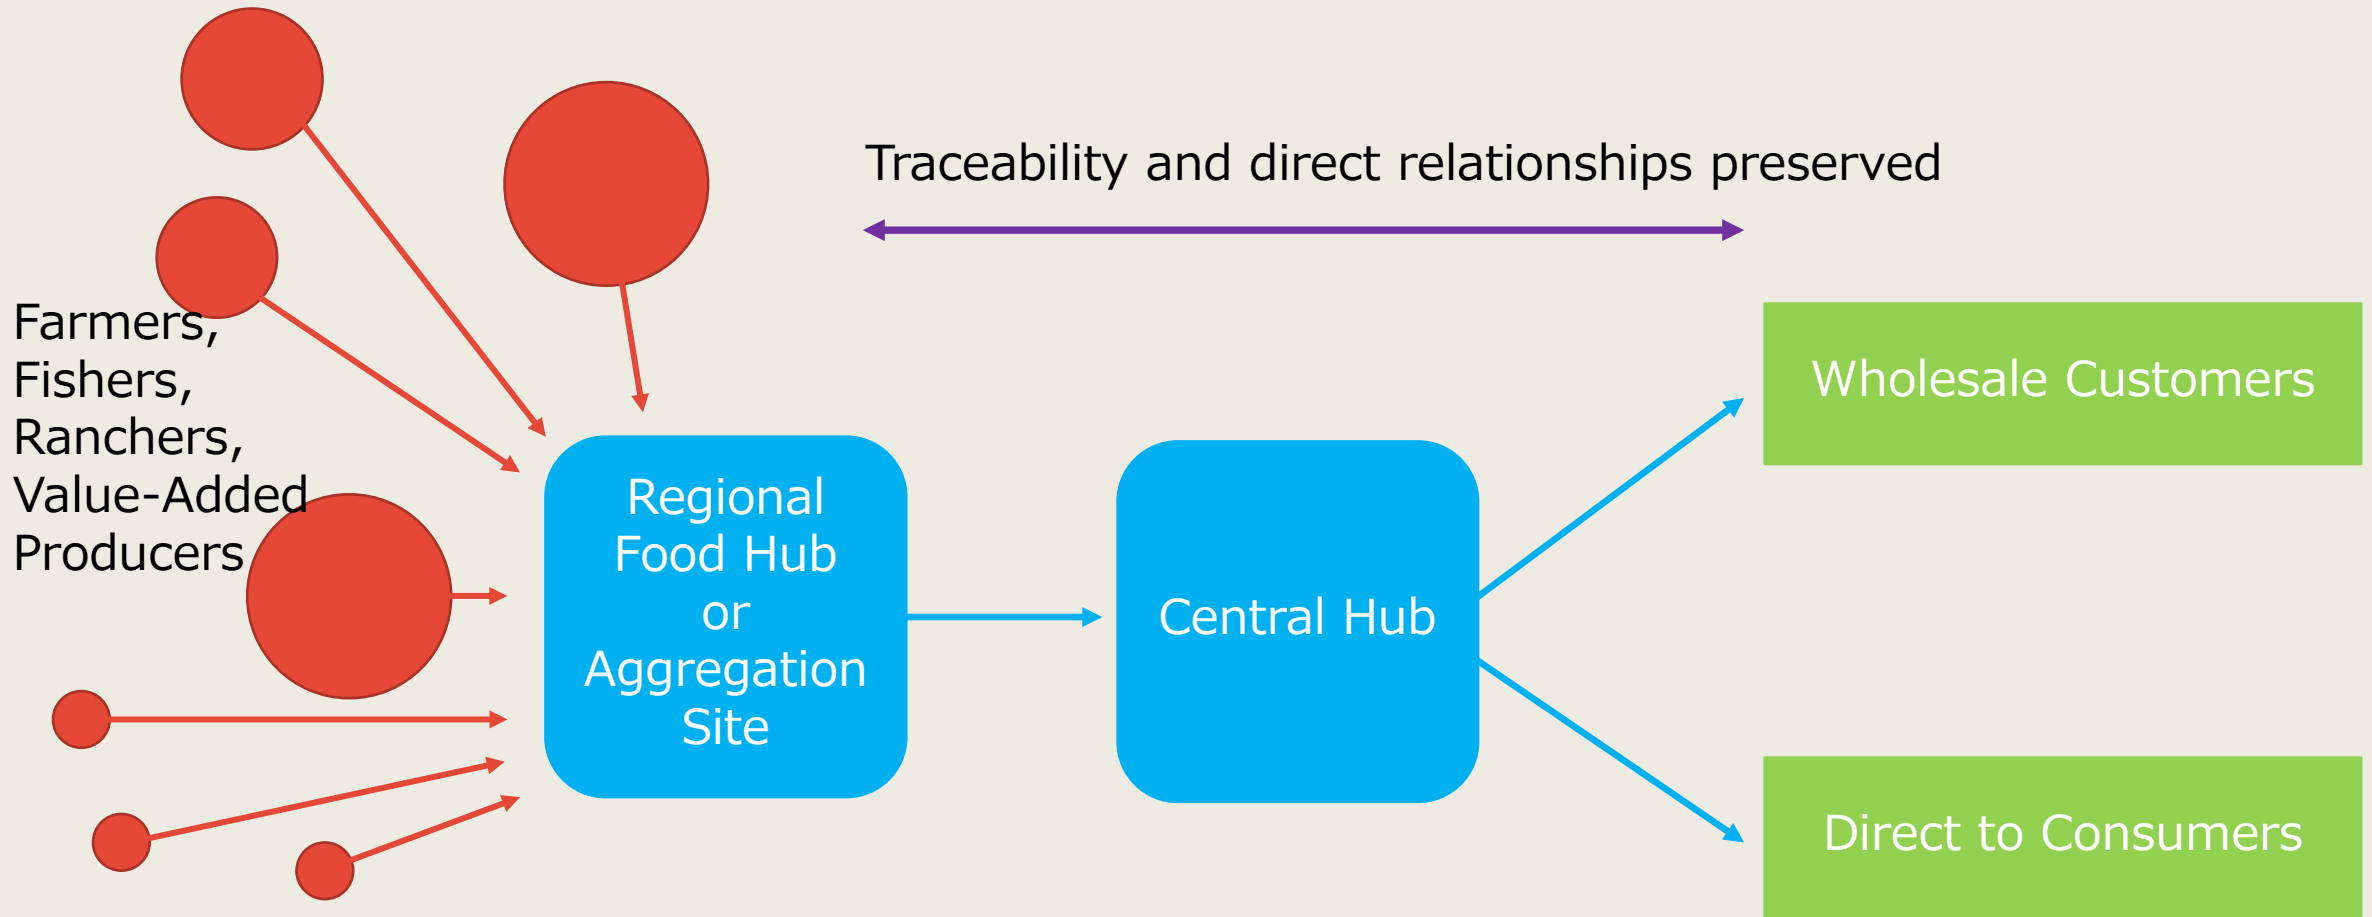 Traceability and direct relationships preserved
Farmers,
Fishers,
Ranchers,
Value-Added
Producers
Regional
Food Hub
or
Aggregation
Site
Central Hub
Wholesale Customers
Direct to Consumers